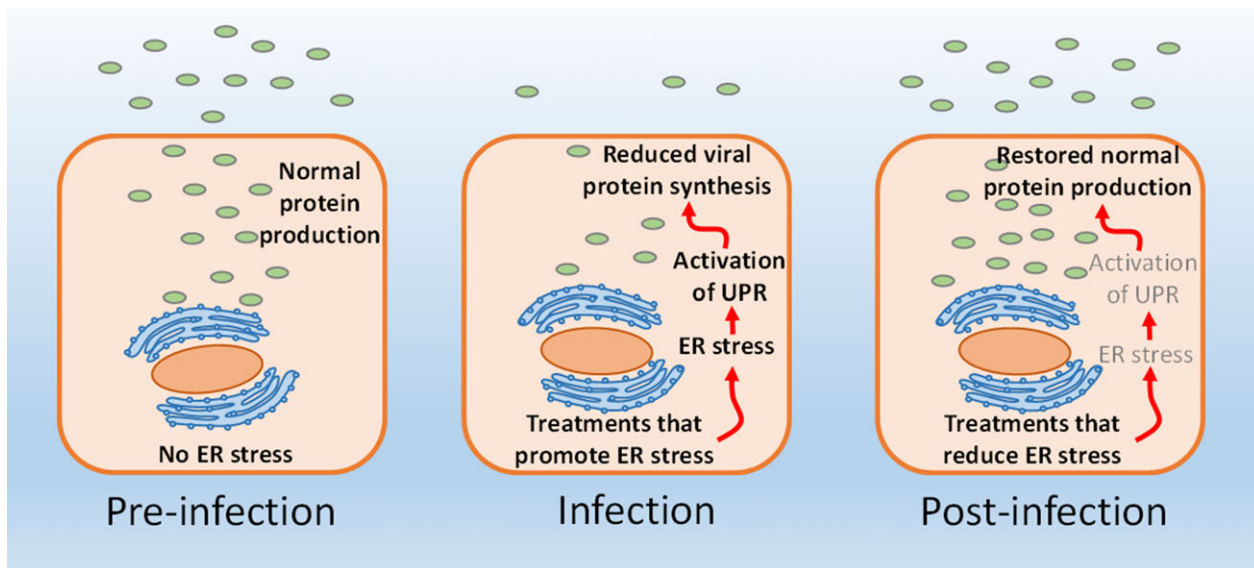 Normal
protein
production
No ER stress
Pre-infection
Reduced viral
protein synthesis
Activation
of UPR
ER stress
Treatments that
promote ER stress
Infection
Restored normal
protein production
Activation
of UPR
ER stress
Treatments that
reduce ER stress
Post-infection